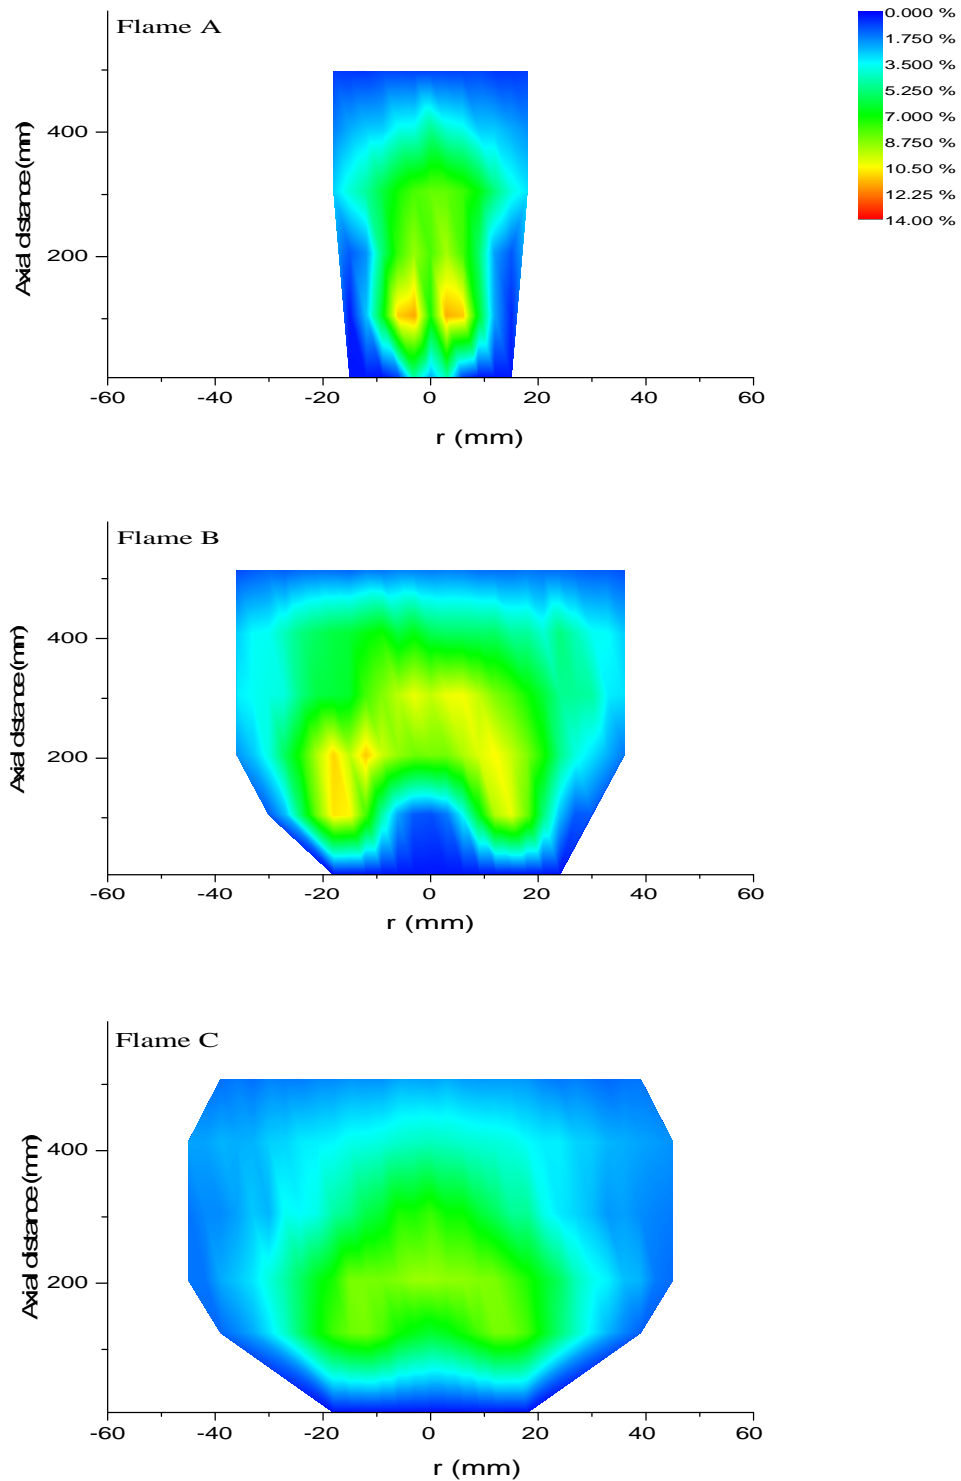 Flame A
0.000 %
1.750 %
3.500 %
5.250 %
7.000 %
8.750 %
10.50 %
12.25 %
14.00 %
Axial distance (mm)
400
200
-60 -40 -20 0 20 40 60
r (mm)
Flame B
Axial distance (mm)
400
200
-60 -40 -20 0 20 40 60
r (mm)
Flame C
Axial distance (mm)
400
200
-60 -40 -20 0 20 40 60
r (mm)